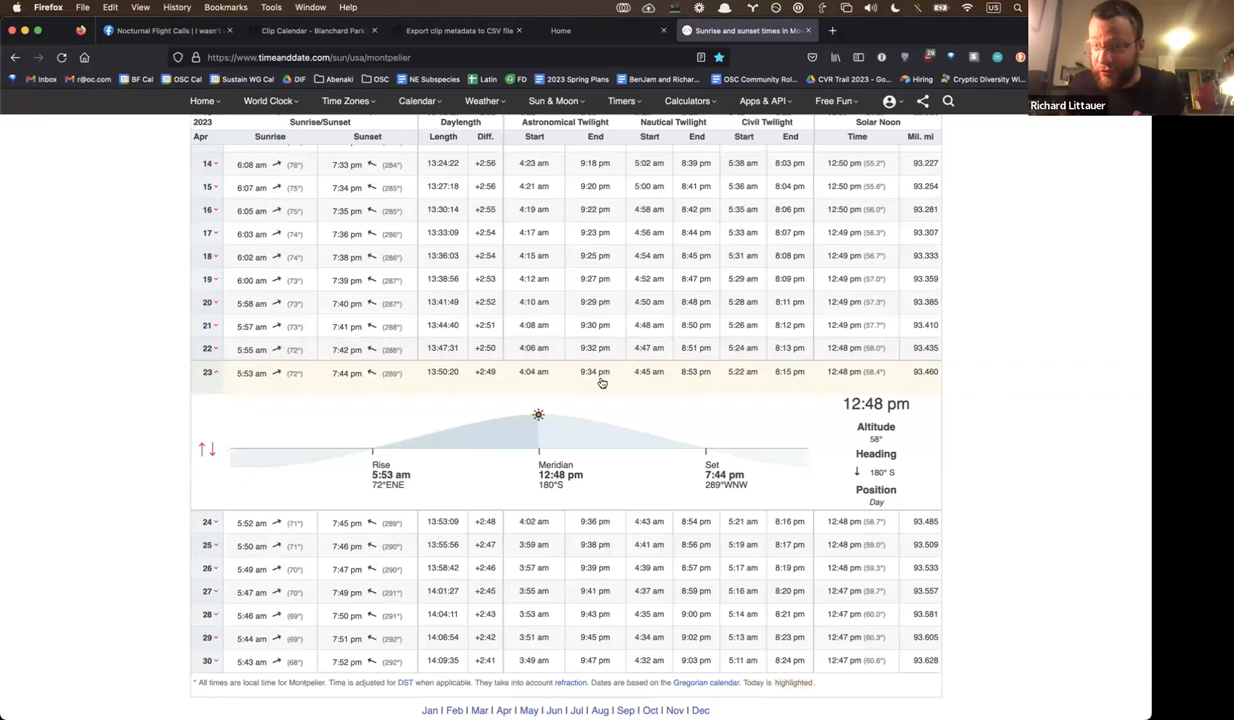 Firefox File Edit View History Bookmarks Tools Window Help US
Nocturnal Flight Calls | I wasn't
Clip Calendar - Blanchard Park
Export clip metadata to CSV file
Home
Sunrise and sunset times in Mo
https://www.timeanddate.com/sun/usa/montpelier
29
Inbox r@oc.com BF Cal OSC Cal Sustain WG Cal DIF Abenaki OSC NE Subspecies Latin FD 2023 Spring Plans BenJam and Richar... OSC Community Rol... CVR Trail 2023 - Go... Hiring Cryptic Diversity Wi...
Home World Clock Time Zones Calendar Weather Sun & Moon Timers Calculators Apps & API Free Fun
Richard Littauer
2023 Sunrise/Sunset Daylength Astronomical Twilight Nautical Twilight Civil Twilight Solar Noon
Apr Sunrise Sunset Length Diff. Start End Start End Start End Time Mil. mi
14 6:08 am (76°) 7:33 pm (284°) 13:24:22 +2:56 4:23 am 9:18 pm 5:02 am 8:39 pm 5:38 am 8:03 pm 12:50 pm (55.2°) 93.227
15 6:07 am (75°) 7:34 pm (285°) 13:27:18 +2:56 4:21 am 9:20 pm 5:00 am 8:41 pm 5:36 am 8:04 pm 12:50 pm (55.6°) 93.254
16 6:05 am (75°) 7:35 pm (285°) 13:30:14 +2:55 4:19 am 9:22 pm 4:58 am 8:42 pm 5:35 am 8:06 pm 12:50 pm (56.0°) 93.281
17 6:03 am (74°) 7:36 pm (286°) 13:33:09 +2:54 4:17 am 9:23 pm 4:56 am 8:44 pm 5:33 am 8:07 pm 12:49 pm (56.3°) 93.307
18 6:02 am (74°) 7:38 pm (286°) 13:36:03 +2:54 4:15 am 9:25 pm 4:54 am 8:45 pm 5:31 am 8:08 pm 12:49 pm (56.7°) 93.333
19 6:00 am (73°) 7:39 pm (287°) 13:38:56 +2:53 4:12 am 9:27 pm 4:52 am 8:47 pm 5:29 am 8:09 pm 12:49 pm (57.0°) 93.359
20 5:58 am (73°) 7:40 pm (287°) 13:41:49 +2:52 4:10 am 9:29 pm 4:50 am 8:48 pm 5:28 am 8:11 pm 12:49 pm (57.3°) 93.385
21 5:57 am (73°) 7:41 pm (288°) 13:44:40 +2:51 4:08 am 9:30 pm 4:48 am 8:50 pm 5:26 am 8:12 pm 12:49 pm (57.7°) 93.410
22 5:55 am (72°) 7:42 pm (288°) 13:47:31 +2:50 4:06 am 9:32 pm 4:47 am 8:51 pm 5:24 am 8:13 pm 12:48 pm (58.0°) 93.435
23 5:53 am (72°) 7:44 pm (289°) 13:50:20 +2:49 4:04 am 9:34 pm 4:45 am 8:53 pm 5:22 am 8:15 pm 12:48 pm (58.4°) 93.460
12:48 pm
Altitude
58°
Heading
180° S
Position
Day
Rise Meridian Set
5:53 am 12:48 pm 7:44 pm
72°ENE 180°S 289°WNW
24 5:52 am (71°) 7:45 pm (289°) 13:53:09 +2:48 4:02 am 9:36 pm 4:43 am 8:54 pm 5:21 am 8:16 pm 12:48 pm (58.7°) 93.485
25 5:50 am (71°) 7:46 pm (290°) 13:55:56 +2:47 3:59 am 9:38 pm 4:41 am 8:56 pm 5:19 am 8:17 pm 12:48 pm (59.0°) 93.509
26 5:49 am (70°) 7:47 pm (290°) 13:58:42 +2:46 3:57 am 9:39 pm 4:39 am 8:57 pm 5:17 am 8:19 pm 12:48 pm (59.3°) 93.533
27 5:47 am (70°) 7:49 pm (291°) 14:01:27 +2:45 3:55 am 9:41 pm 4:37 am 8:59 pm 5:16 am 8:20 pm 12:47 pm (59.7°) 93.557
28 5:46 am (69°) 7:50 pm (291°) 14:04:11 +2:43 3:53 am 9:43 pm 4:35 am 9:00 pm 5:14 am 8:21 pm 12:47 pm (60.0°) 93.581
29 5:44 am (69°) 7:51 pm (292°) 14:06:54 +2:42 3:51 am 9:45 pm 4:34 am 9:02 pm 5:13 am 8:23 pm 12:47 pm (60.3°) 93.605
30 5:43 am (68°) 7:52 pm (292°) 14:09:35 +2:41 3:49 am 9:47 pm 4:32 am 9:03 pm 5:11 am 8:24 pm 12:47 pm (60.6°) 93.628
* All times are local time for Montpelier. Time is adjusted for DST when applicable. They take into account refraction. Dates are based on the Gregorian calendar. Today is highlighted.
Jan | Feb | Mar | Apr | May | Jun | Jul | Aug | Sep | Oct | Nov | Dec